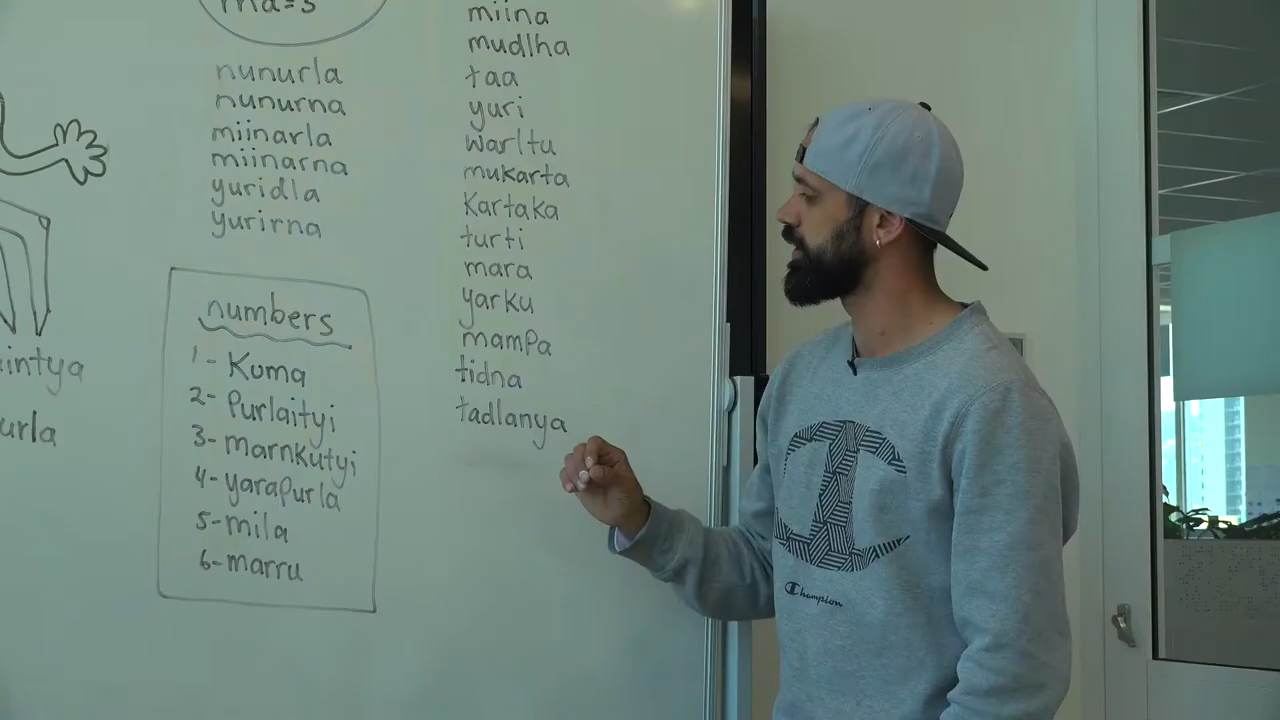 rna=s
nunurla
nunurna
miinarla
miinarna
yuridla
yurirna
numbers
1- Kuma
2- Purlaityi
3- marnkutyi
4- yarapurla
5- mila
6- marru
miina
mudlha
taa
yuri
warltu
mukarta
Kartaka
turti
mara
yarku
mampa
tidna
tadlanya
Champion